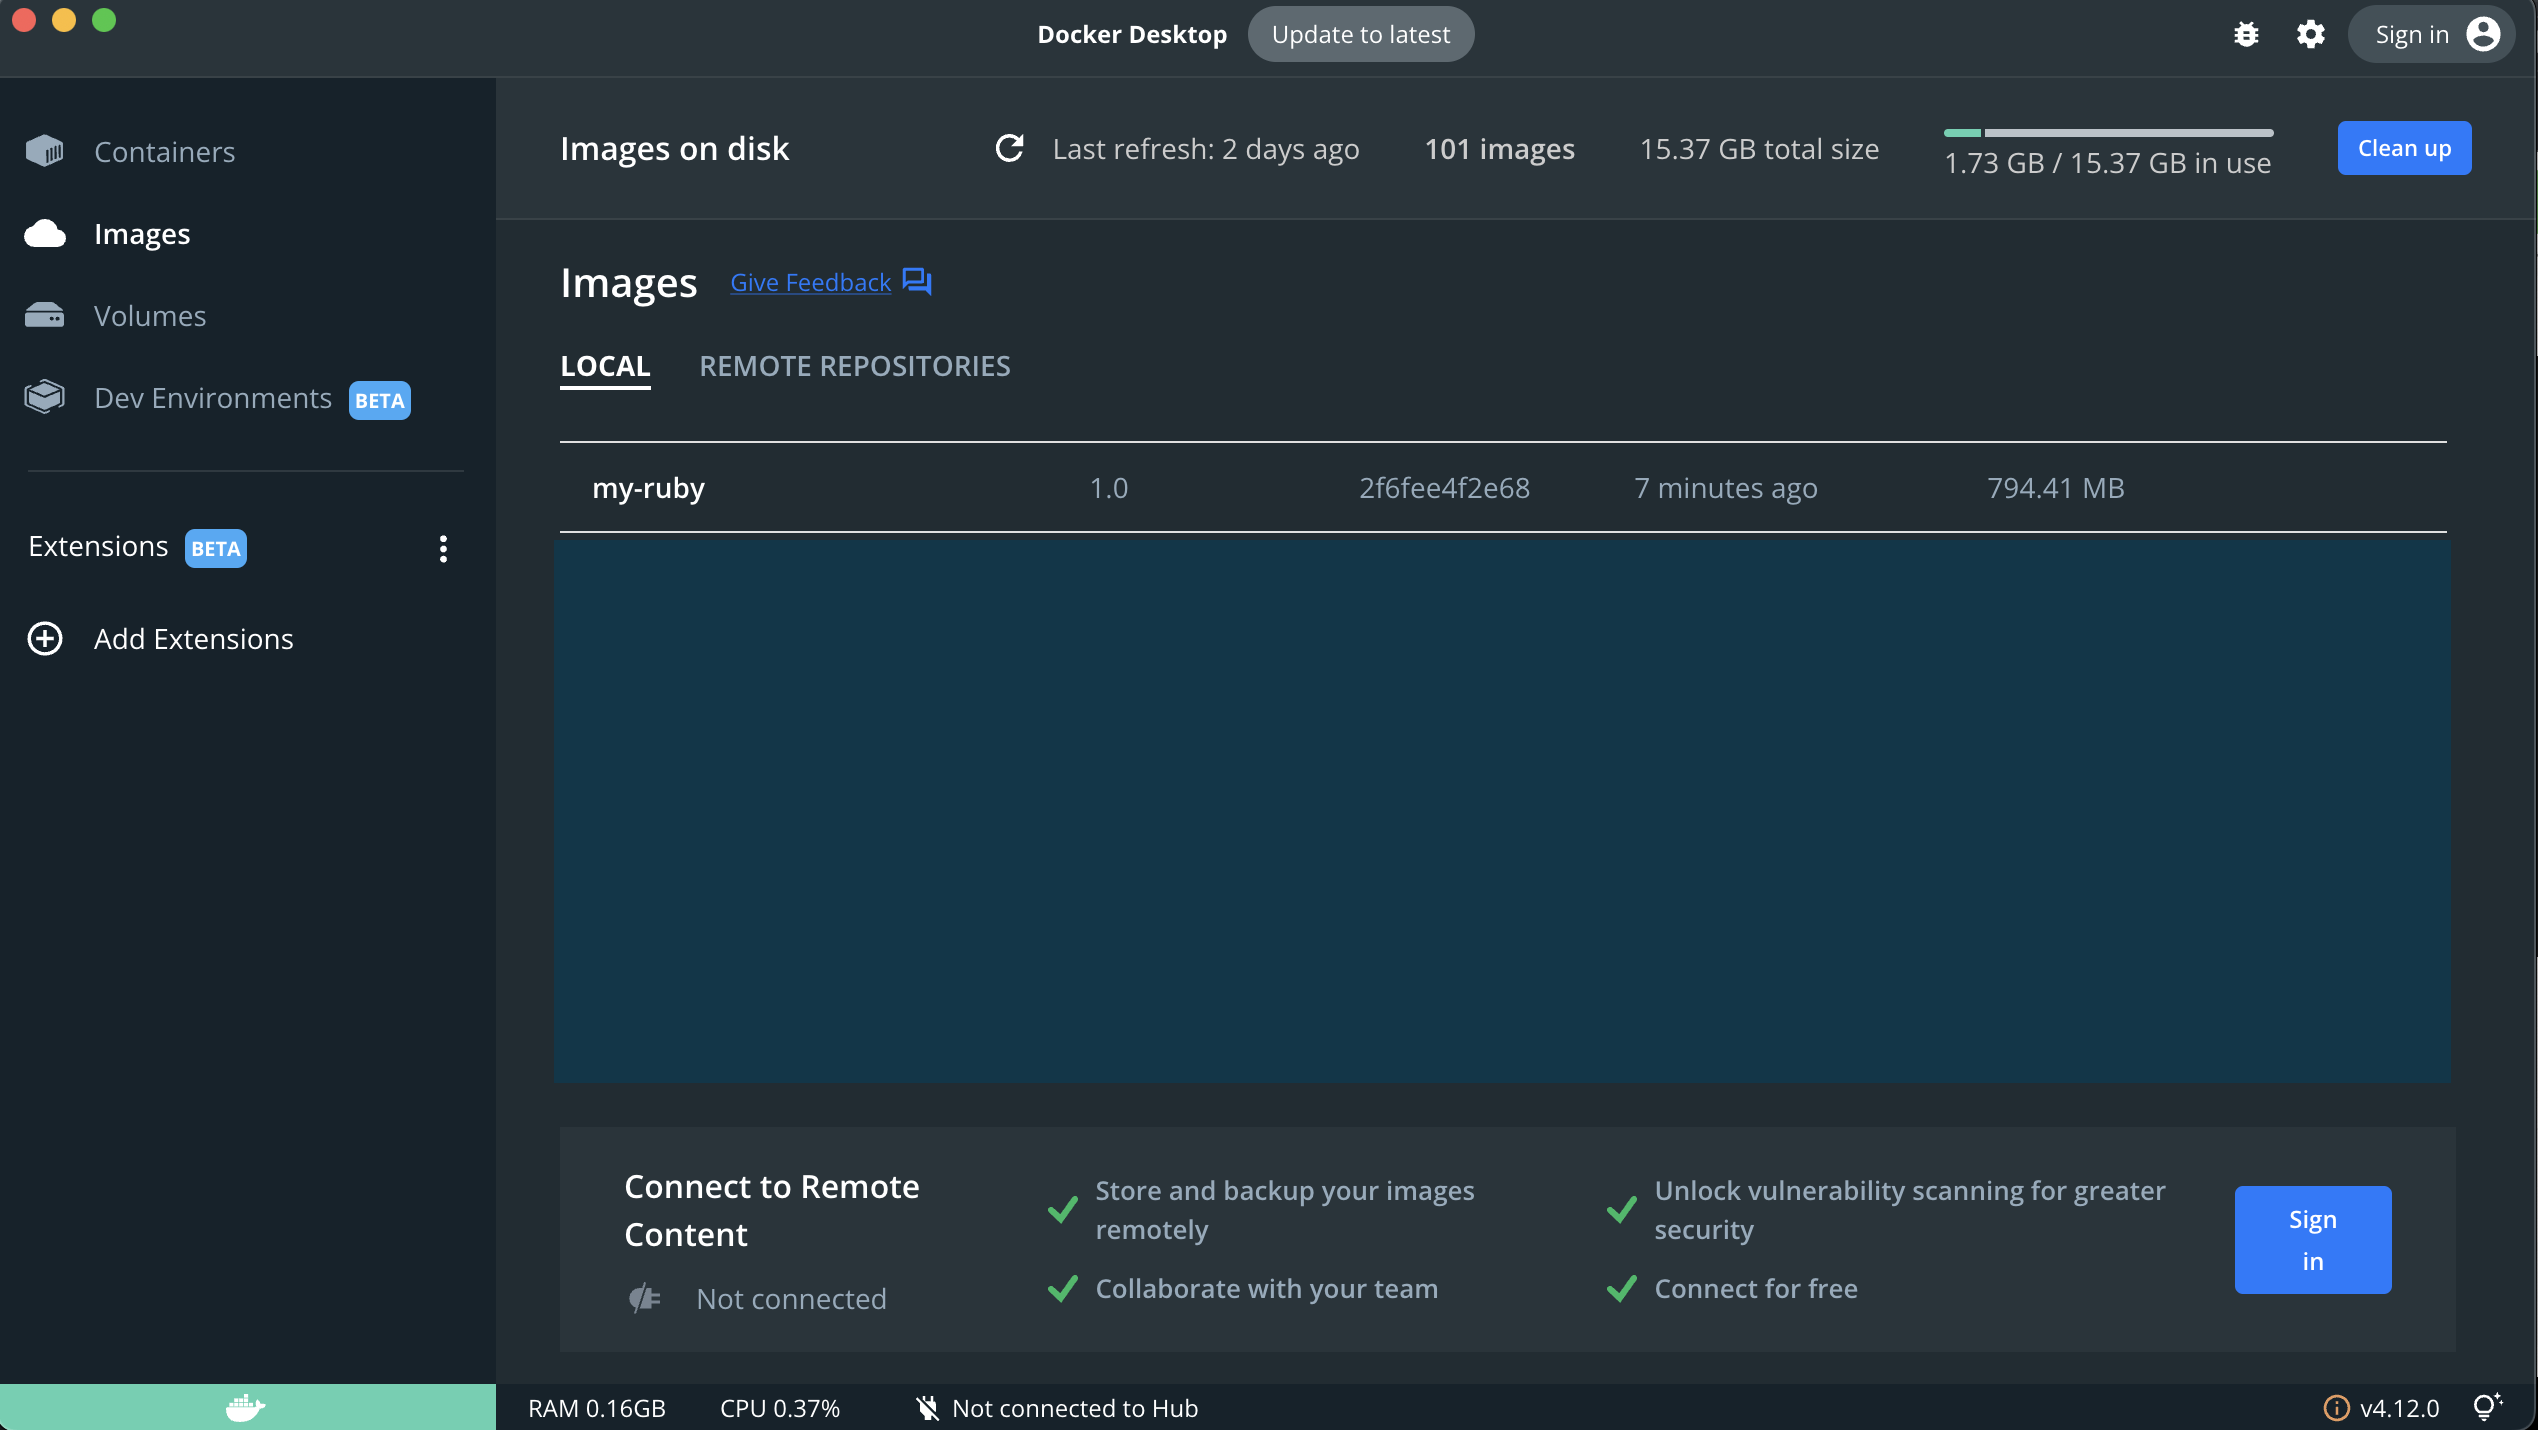 Docker Desktop Update to latest Sign in
Containers
Images
Volumes
Dev Environments BETA
Extensions BETA
Add Extensions
Images on disk Last refresh: 2 days ago 101 images 15.37 GB total size 1.73 GB / 15.37 GB in use Clean up
Images Give Feedback
LOCAL REMOTE REPOSITORIES
my-ruby 1.0 2f6fee4f2e68 7 minutes ago 794.41 MB
Connect to Remote
Content
Not connected
Store and backup your images
remotely
Collaborate with your team
Unlock vulnerability scanning for greater
security
Connect for free
Sign
in
RAM 0.16GB CPU 0.37% Not connected to Hub v4.12.0